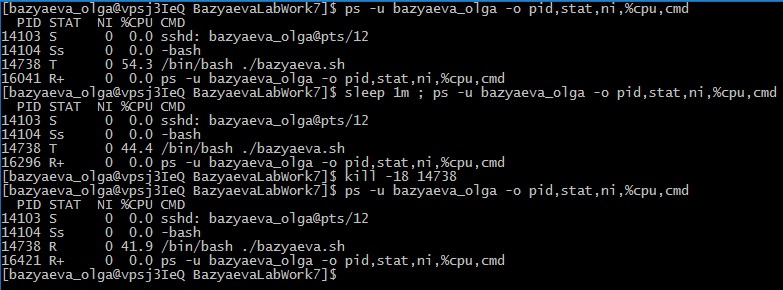 [bazyaeva_olga@vpsj3IeQ BazyaevaLabWork7]$ ps -u bazyaeva_olga -o pid,stat,ni,%cpu,cmd
  PID STAT  NI %CPU CMD
14103 S      0  0.0 sshd: bazyaeva_olga@pts/12
14104 Ss     0  0.0 -bash
14738 T      0 54.3 /bin/bash ./bazyaeva.sh
16041 R+     0  0.0 ps -u bazyaeva_olga -o pid,stat,ni,%cpu,cmd
[bazyaeva_olga@vpsj3IeQ BazyaevaLabWork7]$ sleep 1m ; ps -u bazyaeva_olga -o pid,stat,ni,%cpu,cmd
  PID STAT  NI %CPU CMD
14103 S      0  0.0 sshd: bazyaeva_olga@pts/12
14104 Ss     0  0.0 -bash
14738 T      0 44.4 /bin/bash ./bazyaeva.sh
16296 R+     0  0.0 ps -u bazyaeva_olga -o pid,stat,ni,%cpu,cmd
[bazyaeva_olga@vpsj3IeQ BazyaevaLabWork7]$ kill -18 14738
[bazyaeva_olga@vpsj3IeQ BazyaevaLabWork7]$ ps -u bazyaeva_olga -o pid,stat,ni,%cpu,cmd
  PID STAT  NI %CPU CMD
14103 S      0  0.0 sshd: bazyaeva_olga@pts/12
14104 Ss     0  0.0 -bash
14738 R      0 41.9 /bin/bash ./bazyaeva.sh
16421 R+     0  0.0 ps -u bazyaeva_olga -o pid,stat,ni,%cpu,cmd
[bazyaeva_olga@vpsj3IeQ BazyaevaLabWork7]$